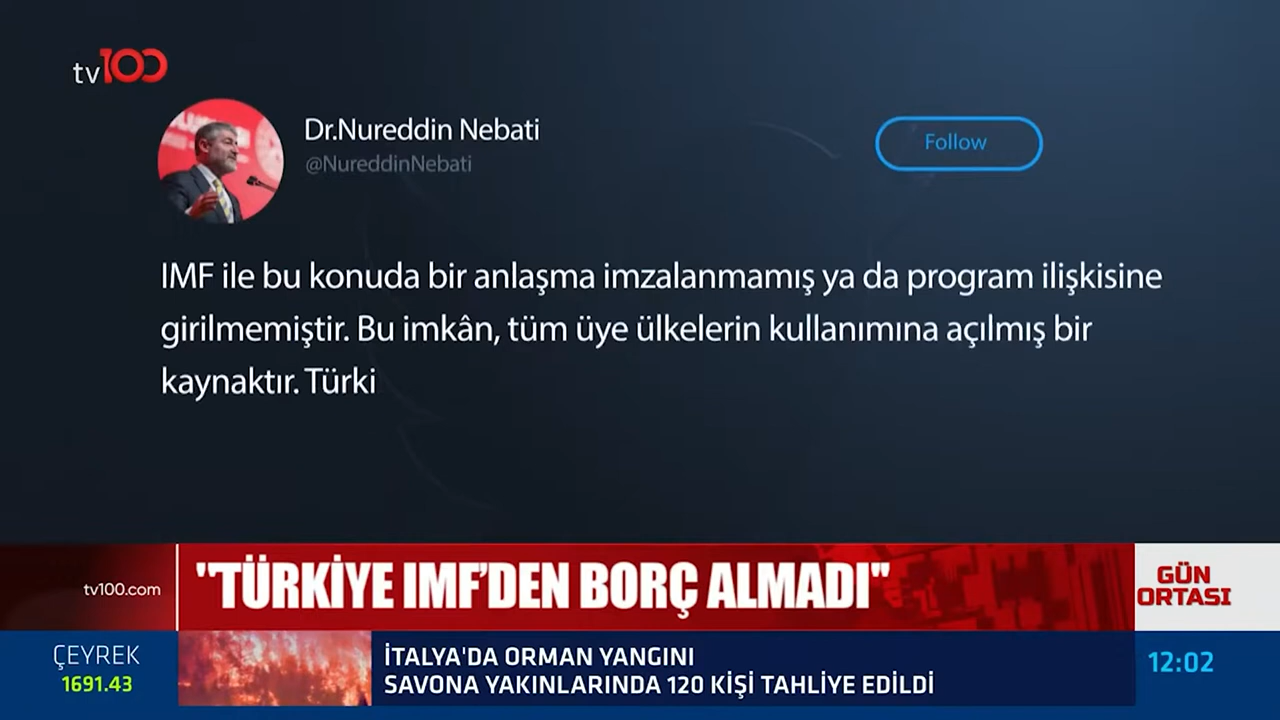 tv100
Dr.Nureddin Nebati
@NureddinNebati
Follow
IMF ile bu konuda bir anlaşma imzalanmamış ya da program ilişkisine
girilmemiştir. Bu imkân, tüm üye ülkelerin kullanımına açılmış bir
kaynaktır. Türki
tv100.com
"TÜRKİYE IMF'DEN BORÇ ALMADI"
GÜN
ORTASI
ÇEYREK
1691.43
İTALYA'DA ORMAN YANGINI
SAVONA YAKINLARINDA 120 KİŞİ TAHLİYE EDİLDİ
12:02